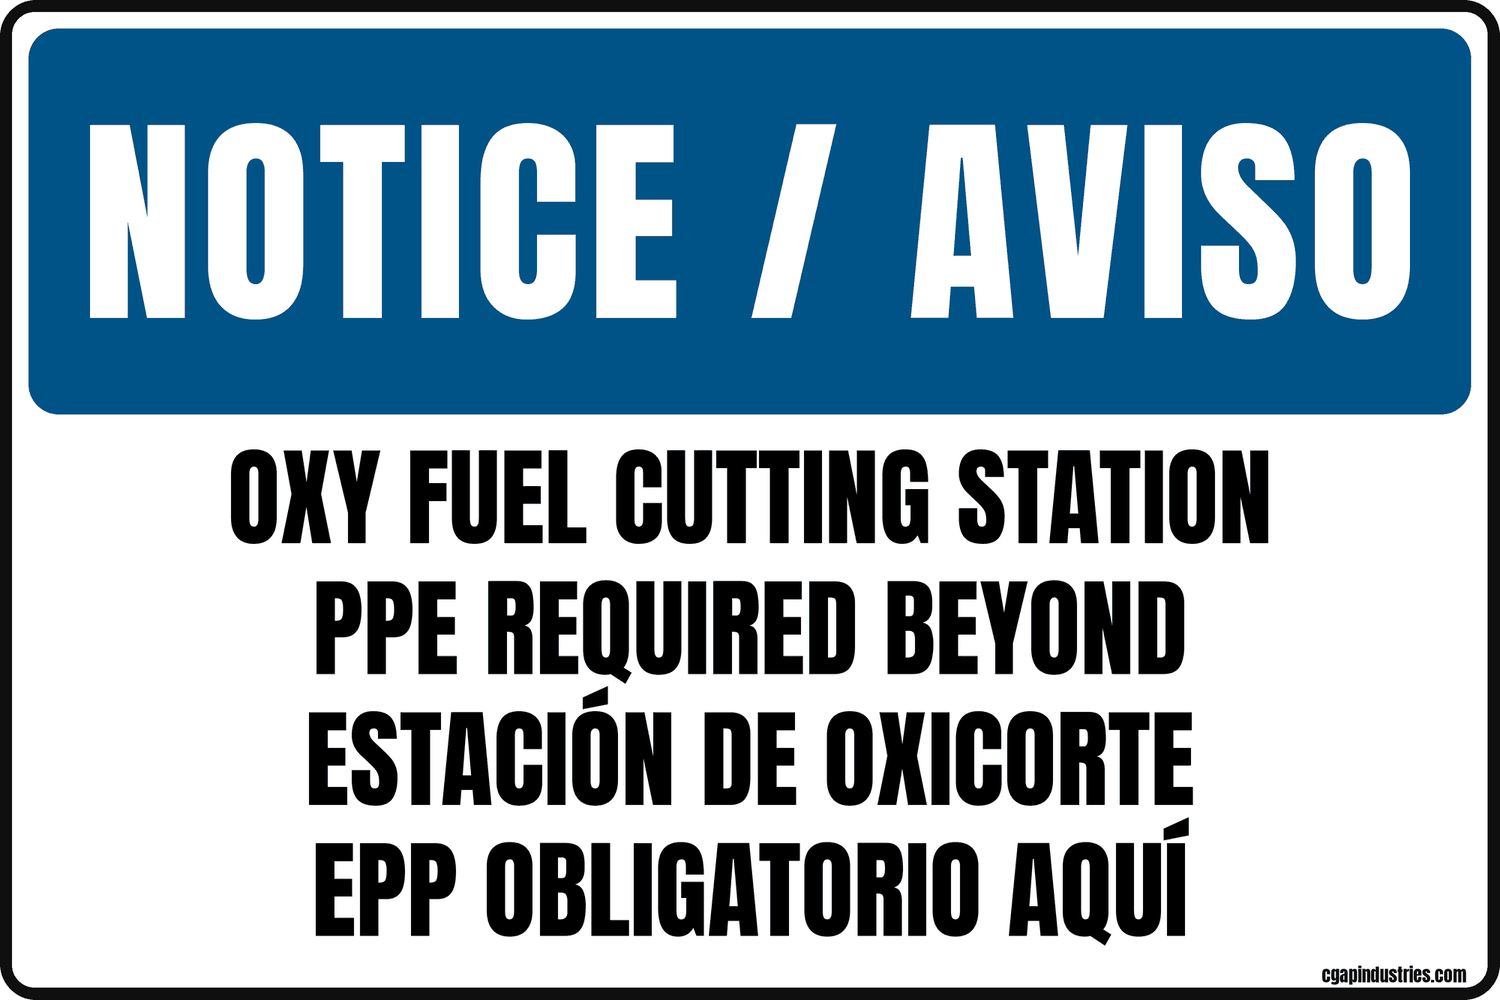 NOTICE / AVISO
OXY FUEL CUTTING STATION
PPE REQUIRED BEYOND
ESTACIÓN DE OXICORTE
EPP OBLIGATORIO AQUÍ
cgapindustries.com